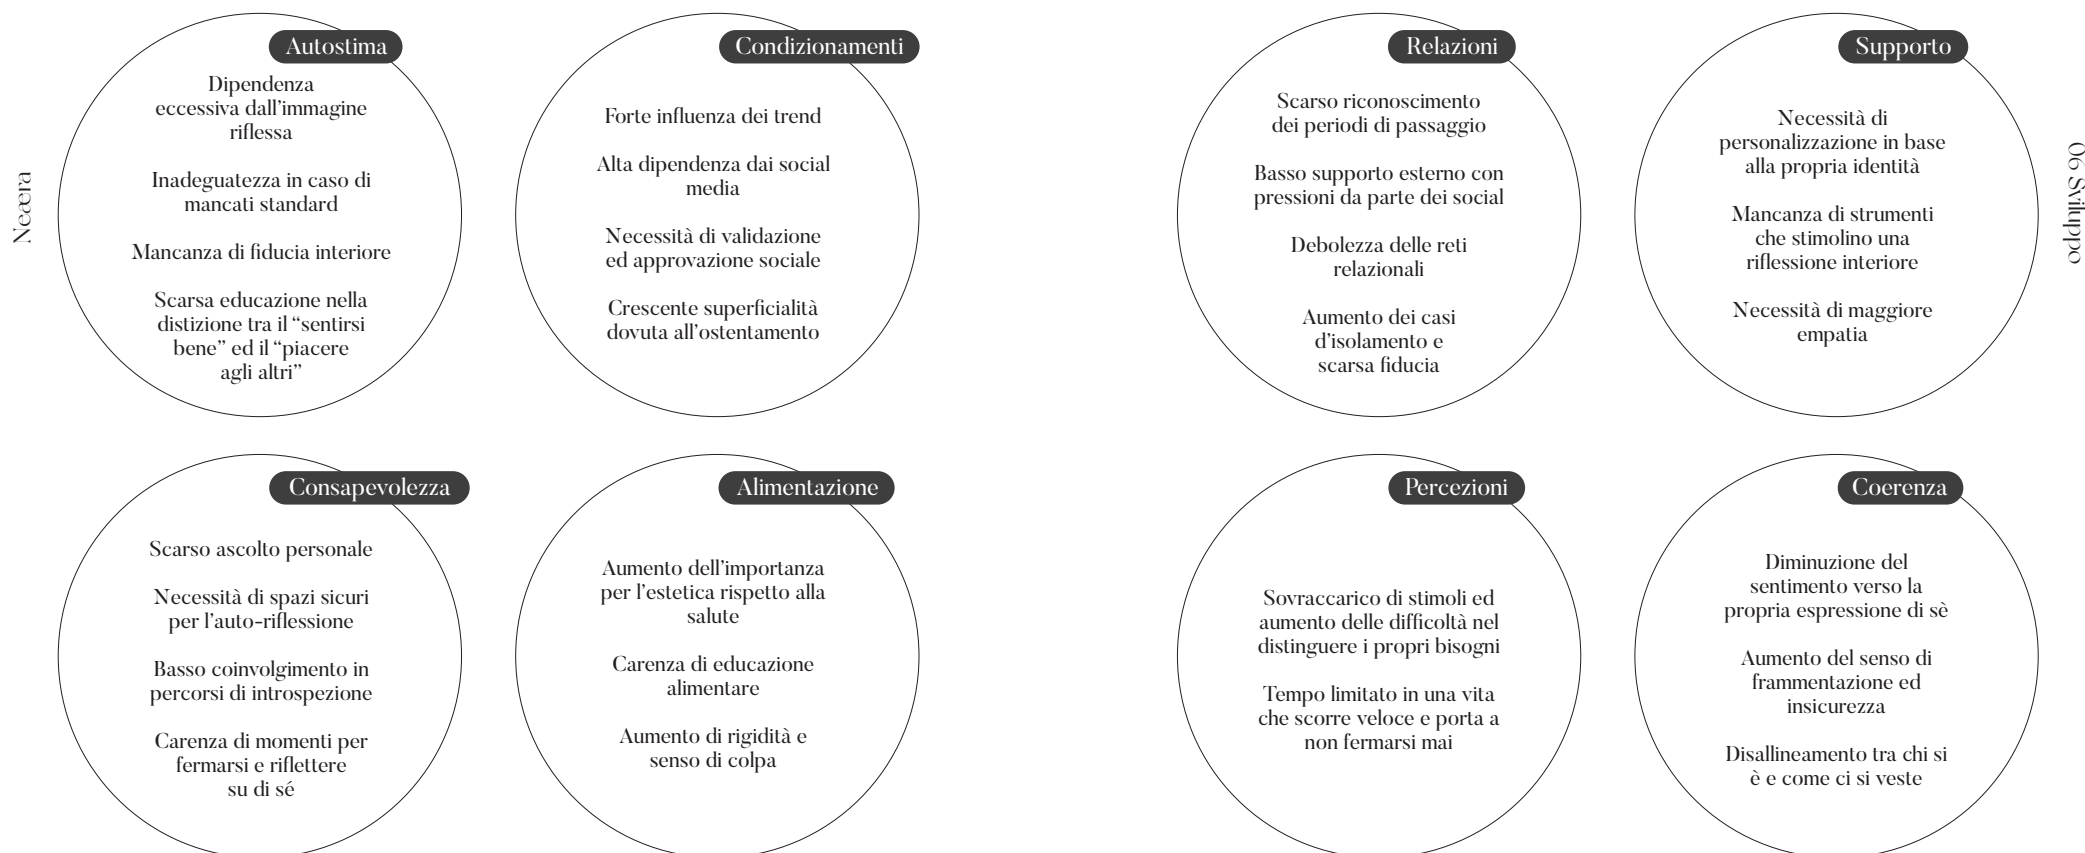 Neæra
Autostima
Dipendenza
eccessiva dall'immagine
riflessa
Inadeguatezza in caso di
mancati standard
Mancanza di fiducia interiore
Scarsa educazione nella
distizione tra il “sentirsi
bene” ed il “piacere
agli altri”
Condizionamenti
Forte influenza dei trend
Alta dipendenza dai social
media
Necessità di validazione
ed approvazione sociale
Crescente superficialità
dovuta all'ostentamento
Relazioni
Scarso riconoscimento
dei periodi di passaggio
Basso supporto esterno con
pressioni da parte dei social
Debolezza delle reti
relazionali
Aumento dei casi
d'isolamento e
scarsa fiducia
Supporto
Necessità di
personalizzazione in base
alla propria identità
Mancanza di strumenti
che stimolino una
riflessione interiore
Necessità di maggiore
empatia
06 Sviluppo
Consapevolezza
Scarso ascolto personale
Necessità di spazi sicuri
per l'auto-riflessione
Basso coinvolgimento in
percorsi di introspezione
Carenza di momenti per
fermarsi e riflettere
su di sé
Alimentazione
Aumento dell'importanza
per l'estetica rispetto alla
salute
Carenza di educazione
alimentare
Aumento di rigidità e
senso di colpa
Percezioni
Sovraccarico di stimoli ed
aumento delle difficoltà nel
distinguere i propri bisogni
Tempo limitato in una vita
che scorre veloce e porta a
non fermarsi mai
Coerenza
Diminuzione del
sentimento verso la
propria espressione di sè
Aumento del senso di
frammentazione ed
insicurezza
Disallineamento tra chi si
è e come ci si veste